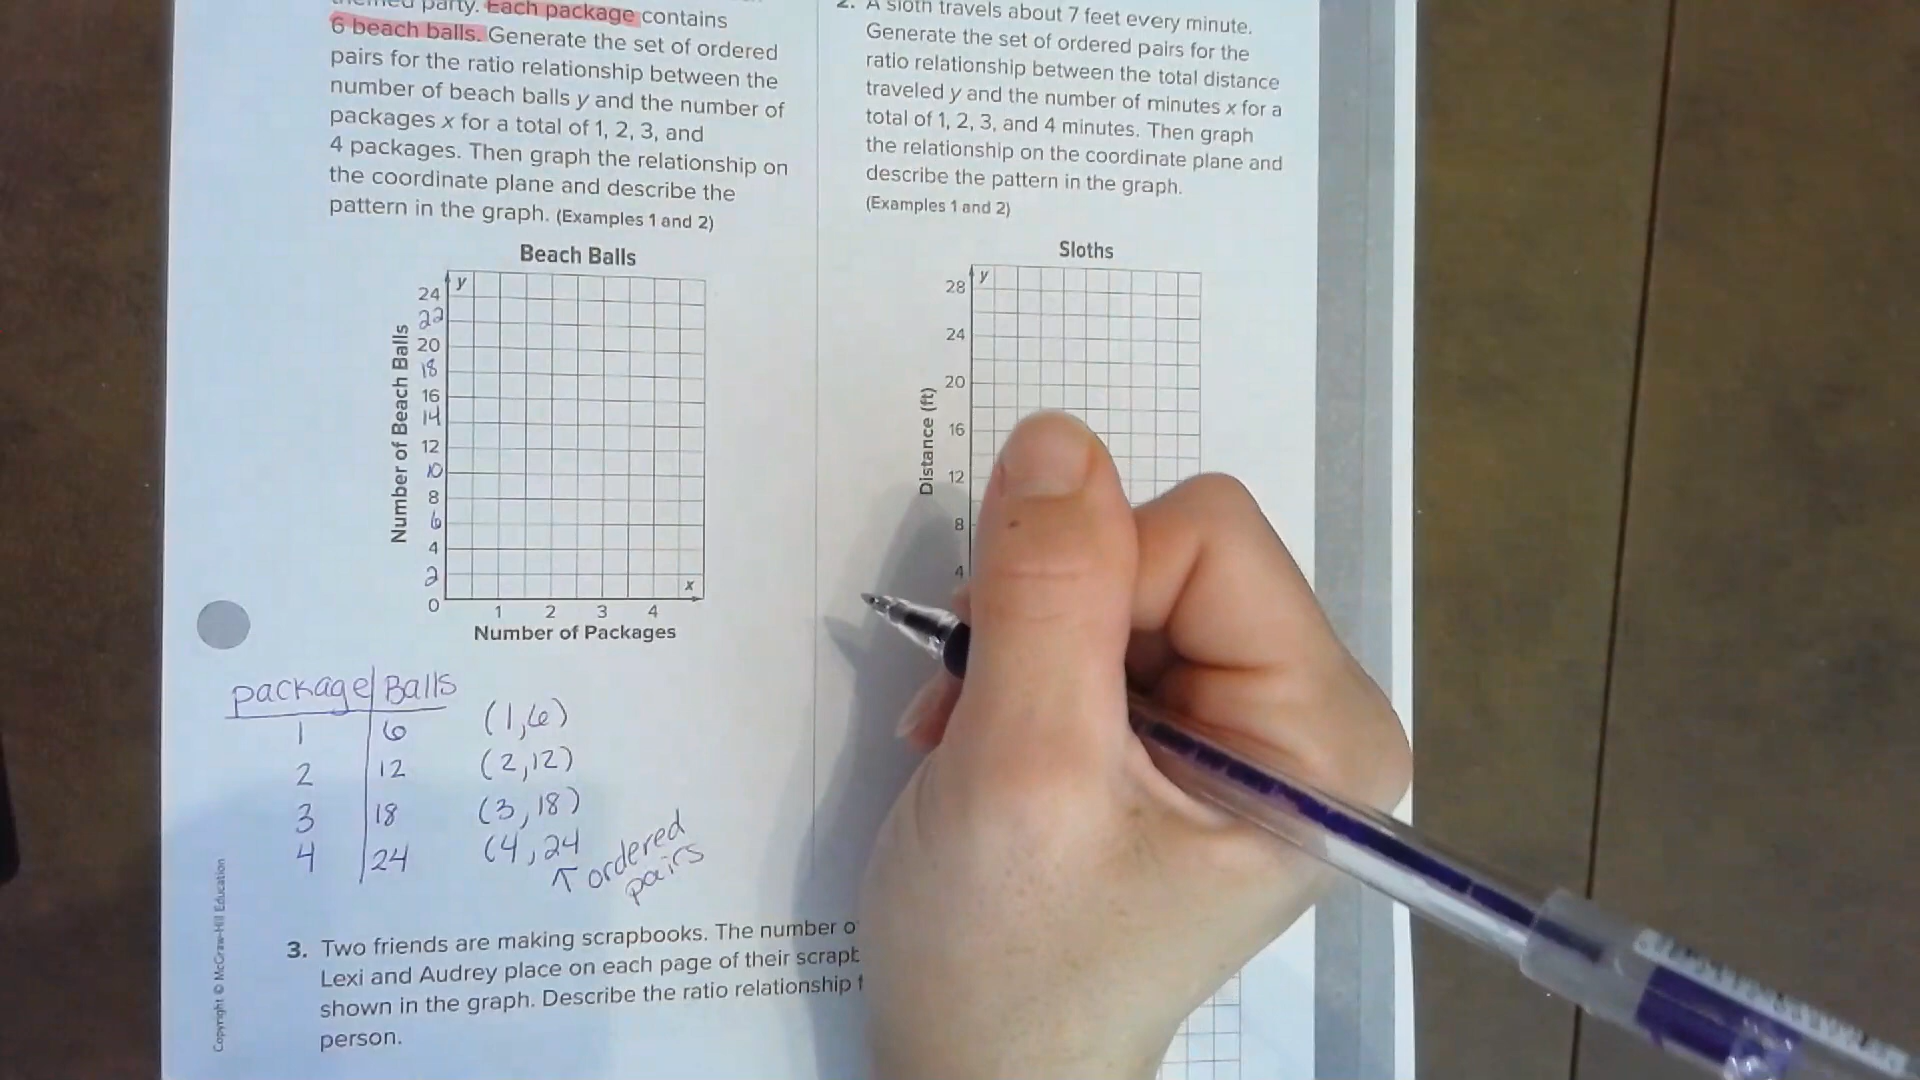 themed party. Each package contains
6 beach balls. Generate the set of ordered
pairs for the ratio relationship between the
number of beach balls y and the number of
packages x for a total of 1, 2, 3, and
4 packages. Then graph the relationship on
the coordinate plane and describe the
pattern in the graph. (Examples 1 and 2)
Beach Balls
y
24
22
20
18
16
14
12
10
8
6
4
2
0
Number of Beach Balls
x
1 2 3 4
Number of Packages
package Balls
1 6 (1,6)
2 12 (2,12)
3 18 (3,18)
4 24 (4,24
↑ ordered
pairs
2. A sloth travels about 7 feet every minute.
Generate the set of ordered pairs for the
ratio relationship between the total distance
traveled y and the number of minutes x for a
total of 1, 2, 3, and 4 minutes. Then graph
the relationship on the coordinate plane and
describe the pattern in the graph.
(Examples 1 and 2)
Sloths
y
28
24
20
16
12
8
4
Distance (ft)
3. Two friends are making scrapbooks. The number o
Lexi and Audrey place on each page of their scrap
shown in the graph. Describe the ratio relationship
person.
Copyright © McGraw-Hill Education